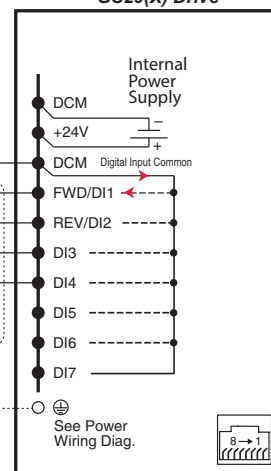 GS20(X) Drive
Internal
Power
Supply
DCM
+24V
–
+
DCM Digital Input Common
FWD/DI1
REV/DI2
DI3
DI4
DI5
DI6
DI7
See Power
Wiring Diag.
8→1